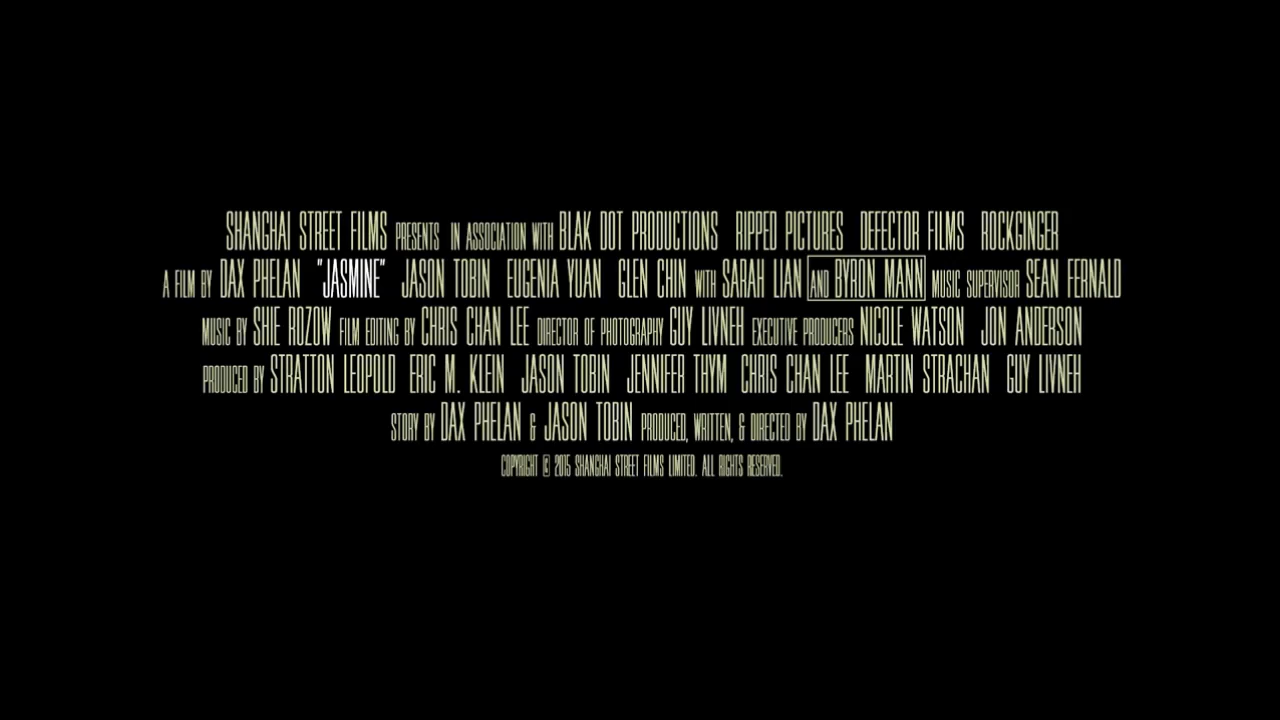 SHANGHAI STREET FILMS PRESENTS IN ASSOCIATION WITH BLAK DOT PRODUCTIONS RIPPED PICTURES DEFECTOR FILMS ROCKGINGER
A FILM BY DAX PHELAN "JASMINE" JASON TOBIN EUGENIA YUAN GLEN CHIN WITH SARAH LIAN AND BYRON MANN MUSIC SUPERVISOR SEAN FERNALD
MUSIC BY SHIE ROZOW FILM EDITING BY CHRIS CHAN LEE DIRECTOR OF PHOTOGRAPHY GUY LIVNEH EXECUTIVE PRODUCERS NICOLE WATSON JON ANDERSON
PRODUCED BY STRATTON LEOPOLD ERIC M. KLEIN JASON TOBIN JENNIFER THYM CHRIS CHAN LEE MARTIN STRACHAN GUY LIVNEH
STORY BY DAX PHELAN & JASON TOBIN PRODUCED, WRITTEN, & DIRECTED BY DAX PHELAN
COPYRIGHT © 2015 SHANGHAI STREET FILMS LIMITED. ALL RIGHTS RESERVED.